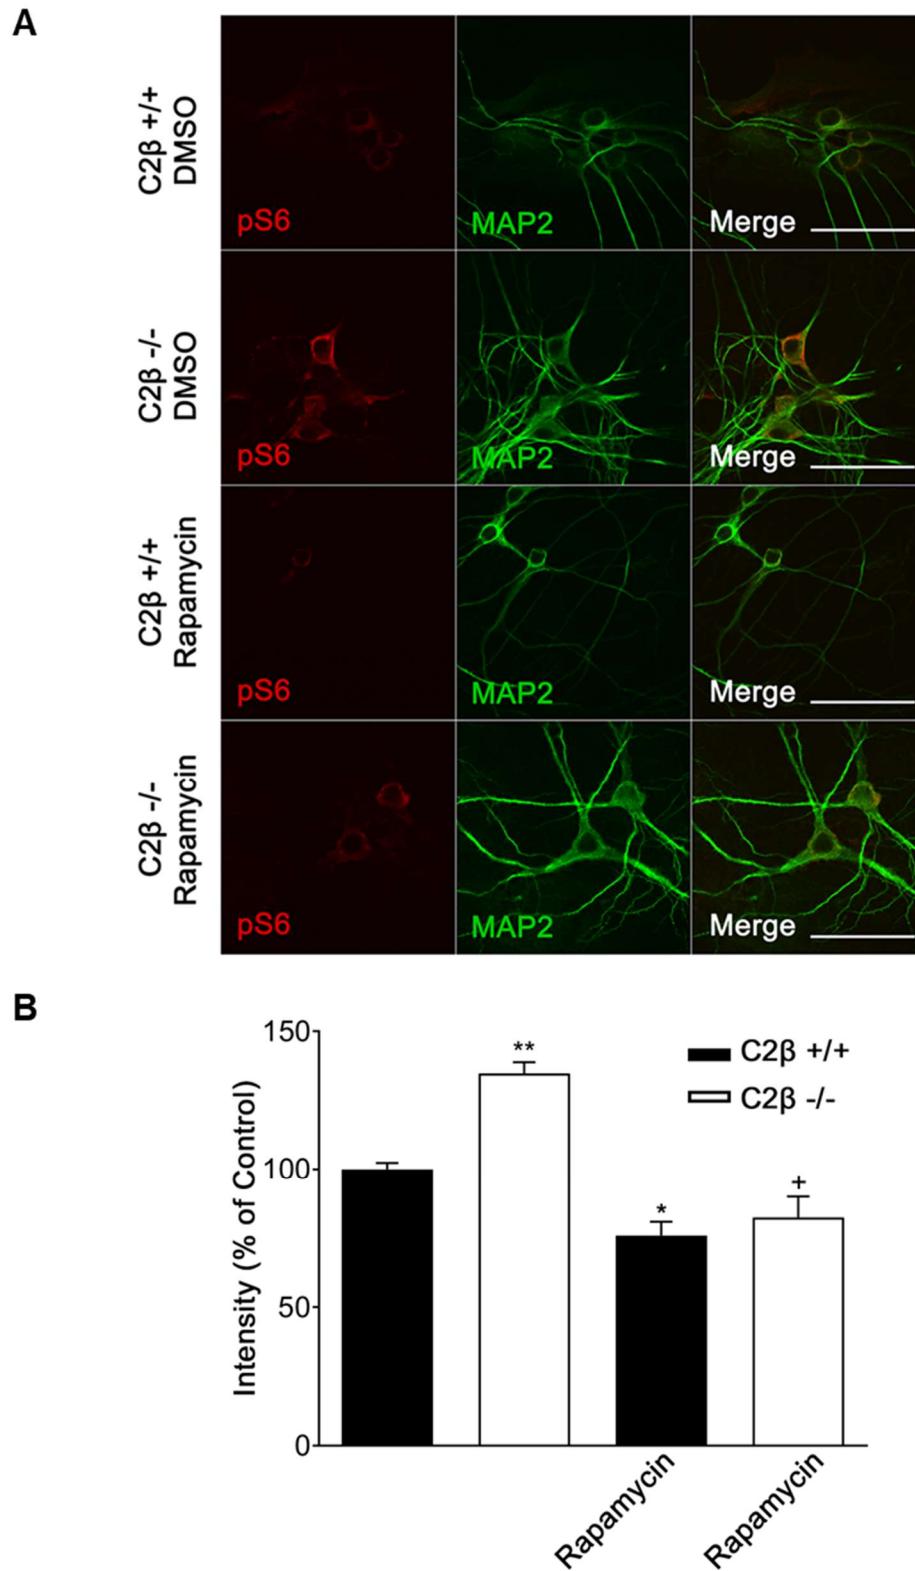 A
C2β +/+
DMSO
pS6
MAP2
Merge
C2β -/-
DMSO
pS6
MAP2
Merge
C2β +/+
Rapamycin
pS6
MAP2
Merge
C2β -/-
Rapamycin
pS6
MAP2
Merge
B
Intensity (% of Control)
150
100
50
0
**
*
+
C2β +/+
C2β -/-
Rapamycin
Rapamycin